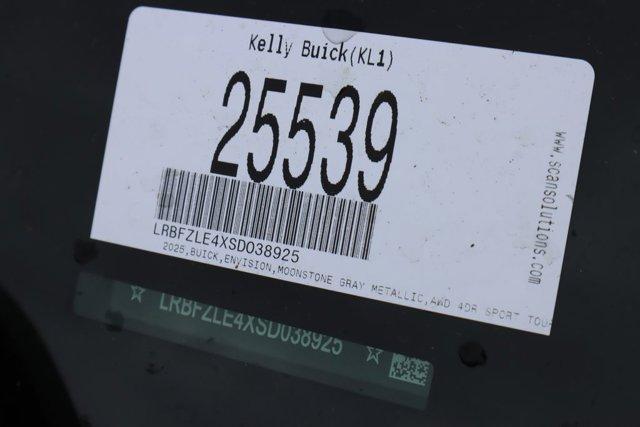 Kelly Buick(KL1)
25539
LRBFZLE4XSD038925
2025,BUICK,ENVISION,MOONSTONE GRAY METALLIC,AWD 4DR SPORT TOU
www.scansolutions.com
☆ LRBFZLE4XSD038925 ☆